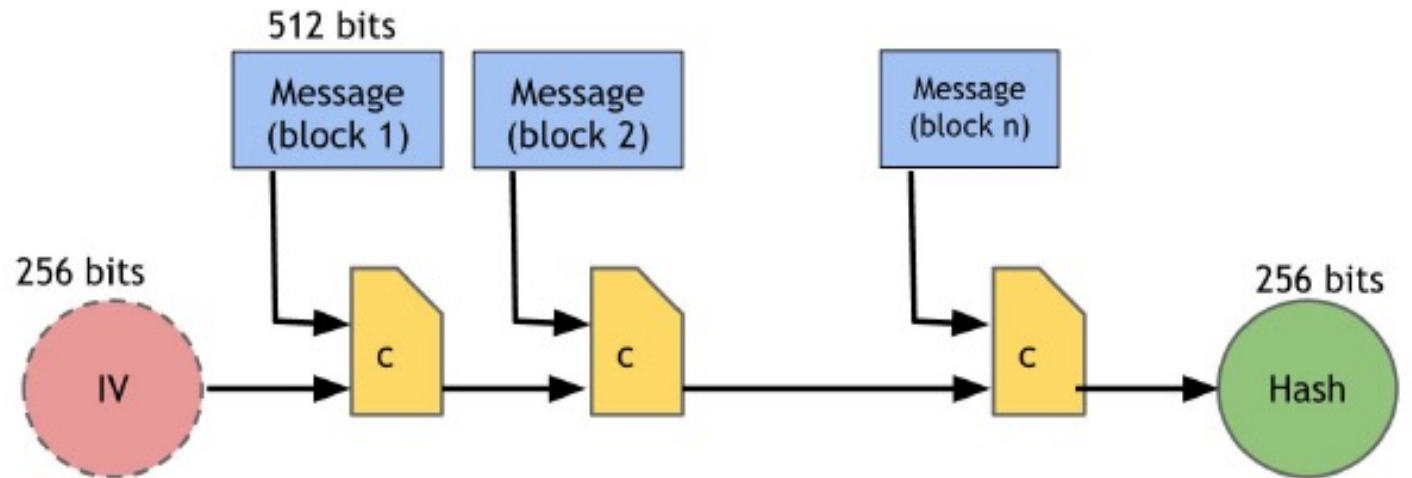 512 bits
Message
(block 1)
Message
(block 2)
Message
(block n)
256 bits
IV
c
c
c
256 bits
Hash